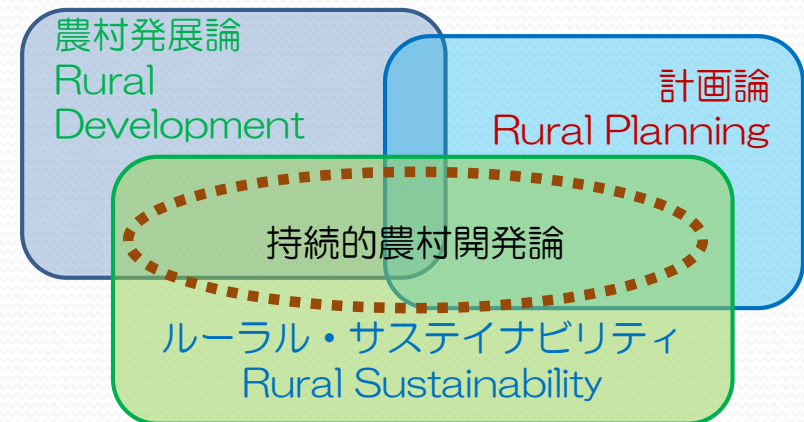 農村発展論
Rural
Development
計画論
Rural Planning
持続的農村開発論
ルーラル・サステイナビリティ
Rural Sustainability